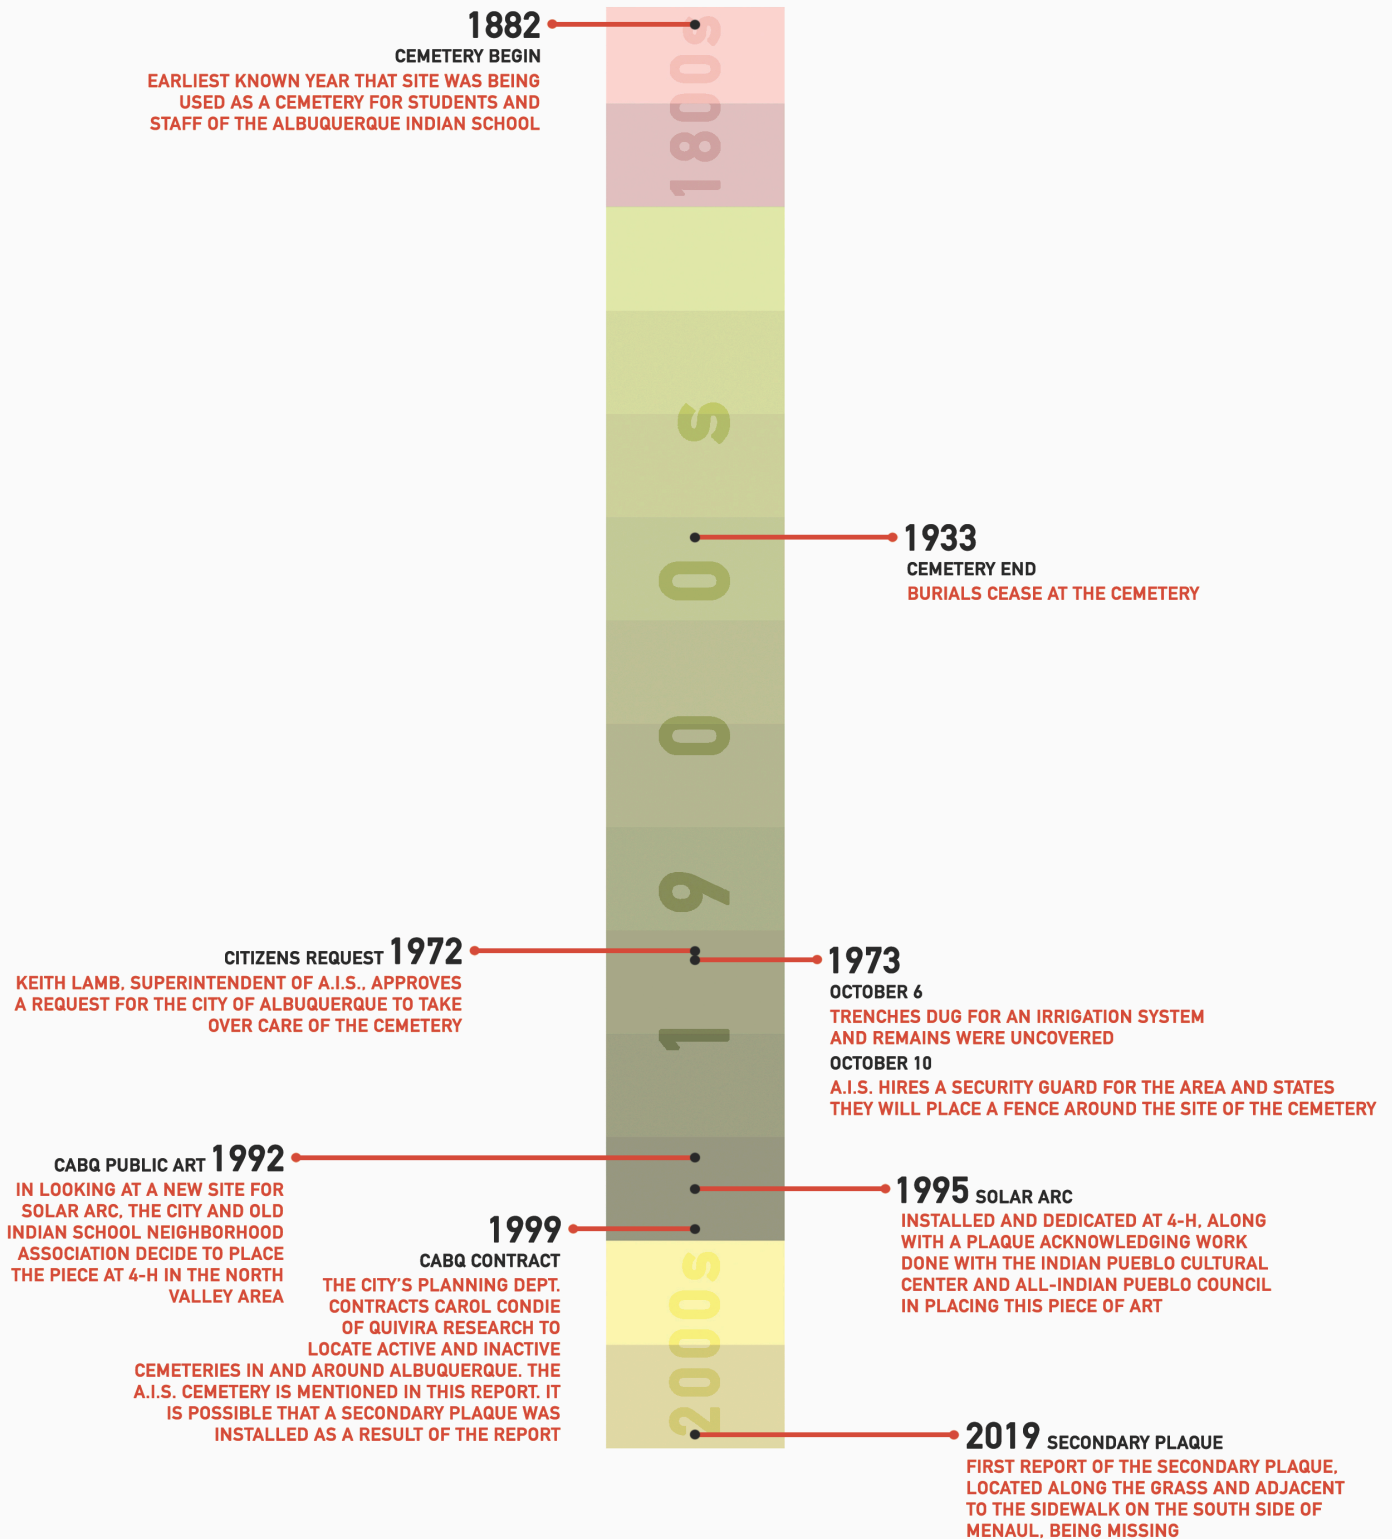 1882
CEMETERY BEGIN
EARLIEST KNOWN YEAR THAT SITE WAS BEING
USED AS A CEMETERY FOR STUDENTS AND
STAFF OF THE ALBUQUERQUE INDIAN SCHOOL
1800s
1900s
1933
CEMETERY END
BURIALS CEASE AT THE CEMETERY
CITIZENS REQUEST 1972
KEITH LAMB, SUPERINTENDENT OF A.I.S., APPROVES
A REQUEST FOR THE CITY OF ALBUQUERQUE TO TAKE
OVER CARE OF THE CEMETERY
1973
OCTOBER 6
TRENCHES DUG FOR AN IRRIGATION SYSTEM
AND REMAINS WERE UNCOVERED
OCTOBER 10
A.I.S. HIRES A SECURITY GUARD FOR THE AREA AND STATES
THEY WILL PLACE A FENCE AROUND THE SITE OF THE CEMETERY
CABQ PUBLIC ART 1992
IN LOOKING AT A NEW SITE FOR
SOLAR ARC, THE CITY AND OLD
INDIAN SCHOOL NEIGHBORHOOD
ASSOCIATION DECIDE TO PLACE
THE PIECE AT 4-H IN THE NORTH
VALLEY AREA
1995 SOLAR ARC
INSTALLED AND DEDICATED AT 4-H, ALONG
WITH A PLAQUE ACKNOWLEDGING WORK
DONE WITH THE INDIAN PUEBLO CULTURAL
CENTER AND ALL-INDIAN PUEBLO COUNCIL
IN PLACING THIS PIECE OF ART
1999
CABQ CONTRACT
THE CITY'S PLANNING DEPT.
CONTRACTS CAROL CONDIE
OF QUIVIRA RESEARCH TO
LOCATE ACTIVE AND INACTIVE
CEMETERIES IN AND AROUND ALBUQUERQUE. THE
A.I.S. CEMETERY IS MENTIONED IN THIS REPORT. IT
IS POSSIBLE THAT A SECONDARY PLAQUE WAS
INSTALLED AS A RESULT OF THE REPORT
2000s
2019 SECONDARY PLAQUE
FIRST REPORT OF THE SECONDARY PLAQUE,
LOCATED ALONG THE GRASS AND ADJACENT
TO THE SIDEWALK ON THE SOUTH SIDE OF
MENAUL, BEING MISSING